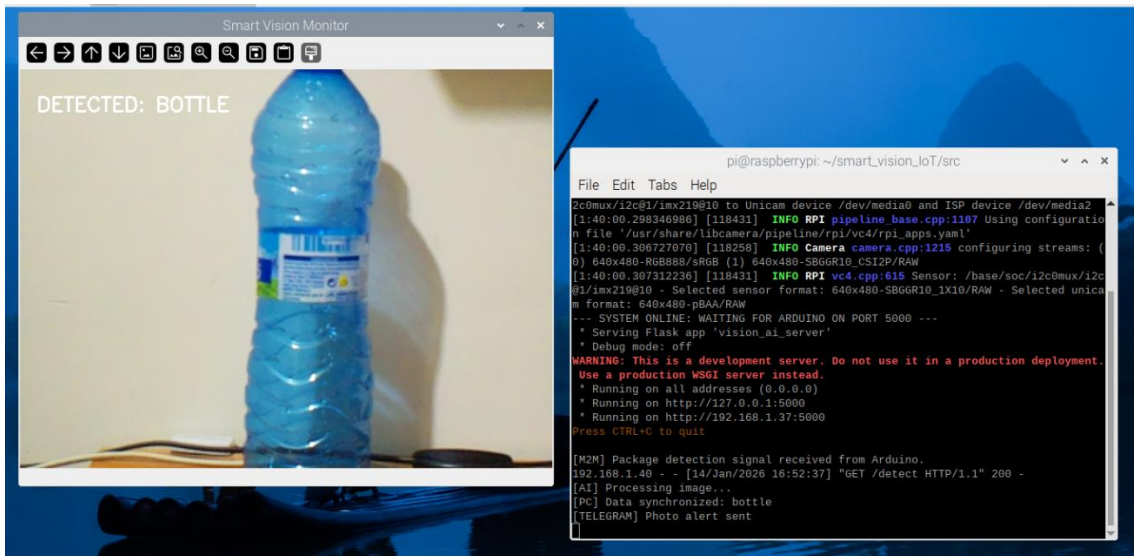 Smart Vision Monitor
DETECTED: BOTTLE
pi@raspberrypi: ~/smart_vision_IoT/src
File Edit Tabs Help
2c0mux/i2c@1/imx219@10 to Unicam device /dev/media0 and ISP device /dev/media2
[1:40:00.298346986] [118431] INFO RPI pipeline_base.cpp:1107 Using configuratio
n file '/usr/share/libcamera/pipeline/rpi/vc4/rpi_apps.yaml'
[1:40:00.306727070] [118258] INFO Camera camera.cpp:1215 configuring streams: (
0) 640x480-RGB888/sRGB (1) 640x480-SBGGR10_CSI2P/RAW
[1:40:00.307312236] [118431] INFO RPI vc4.cpp:615 Sensor: /base/soc/i2c0mux/i2c
@1/imx219@10 - Selected sensor format: 640x480-SBGGR10_1X10/RAW - Selected unica
m format: 640x480-pBAA/RAW
--- SYSTEM ONLINE: WAITING FOR ARDUINO ON PORT 5000 ---
* Serving Flask app 'vision_ai_server'
* Debug mode: off
WARNING: This is a development server. Do not use it in a production deployment.
Use a production WSGI server instead.
* Running on all addresses (0.0.0.0)
* Running on http://127.0.0.1:5000
* Running on http://192.168.1.37:5000
Press CTRL+C to quit
[M2M] Package detection signal received from Arduino.
192.168.1.40 - - [14/Jan/2026 16:52:37] "GET /detect HTTP/1.1" 200 -
[AI] Processing image...
[PC] Data synchronized: bottle
[TELEGRAM] Photo alert sent